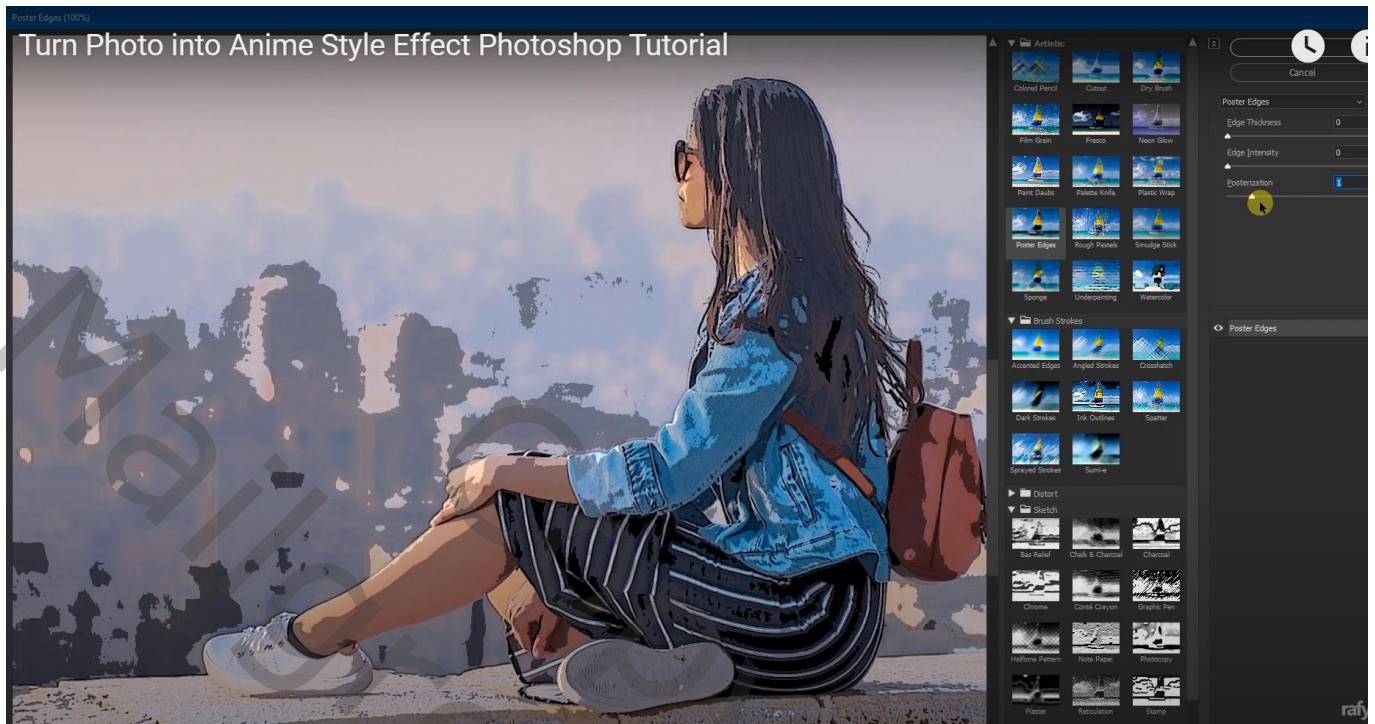 Poster Edges (100%)
Turn Photo into Anime Style Effect Photoshop Tutorial
Artistic
Colored Pencil
Cutout
Dry Brush
Film Grain
Fresco
Neon Glow
Paint Daubs
Palette Knife
Plastic Wrap
Poster Edges
Rough Pastels
Smudge Stick
Sponge
Underpainting
Watercolor
Brush Strokes
Accented Edges
Angled Strokes
Crosshatch
Dark Strokes
Ink Outlines
Spatter
Sprayed Strokes
Sumi-e
Distort
Sketch
Bas Relief
Chalk & Charcoal
Charcoal
Chrome
Conté Crayon
Graphic Pen
Halftone Pattern
Note Paper
Photocopy
Plaster
Reticulation
Stamp
Cancel
Poster Edges
Edge Thickness
0
Edge Intensity
0
Posterization
1
Poster Edges
rafy